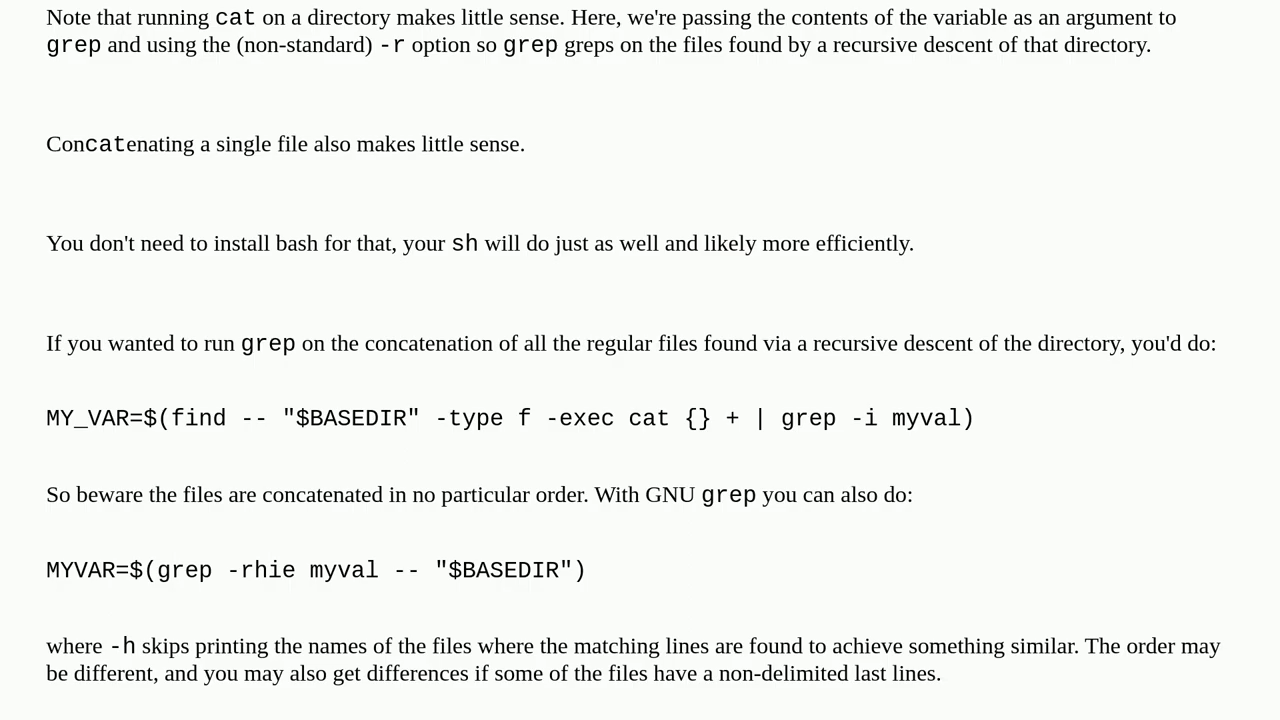 Note that running cat on a directory makes little sense. Here, we're passing the contents of the variable as an argument to
grep and using the (non-standard) -r option so grep greps on the files found by a recursive descent of that directory.
Concatenating a single file also makes little sense.
You don't need to install bash for that, your sh will do just as well and likely more efficiently.
If you wanted to run grep on the concatenation of all the regular files found via a recursive descent of the directory, you'd do:
MY_VAR=$(find -- "$BASEDIR" -type f -exec cat {} + | grep -i myval)
So beware the files are concatenated in no particular order. With GNU grep you can also do:
MYVAR=$(grep -rhie myval -- "$BASEDIR")
where -h skips printing the names of the files where the matching lines are found to achieve something similar. The order may
be different, and you may also get differences if some of the files have a non-delimited last lines.